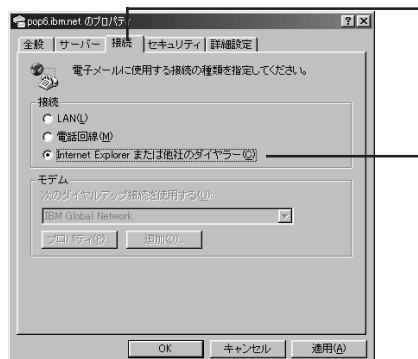 pop6.ibm.net のプロパティ
全般 サーバー 接続 セキュリティ 詳細設定
電子メールに使用する接続の種類を指定してください。
接続
LAN(L)
電話回線(M)
Internet Explorer または他社のダイヤラー(C)
モデム
次のダイヤルアップ接続を使用する(U):
IBM Global Network
プロパティ(P)... 追加(D)...
OK キャンセル 適用(A)